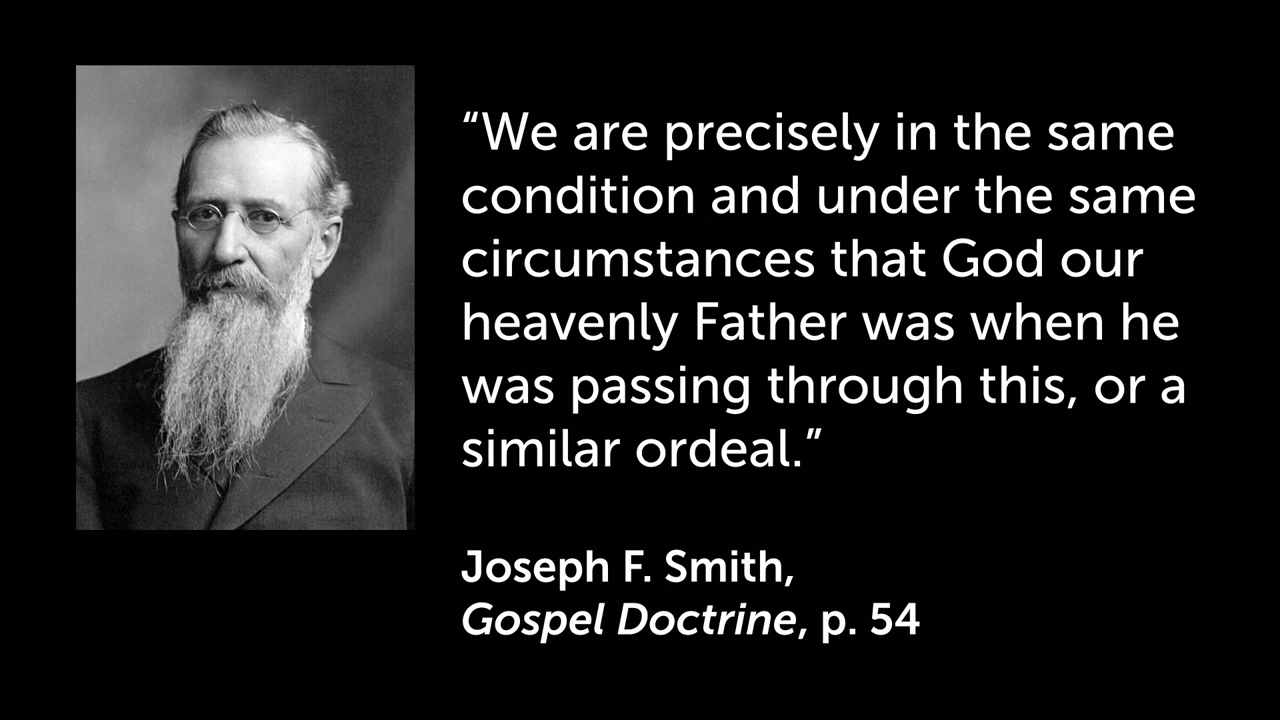 “We are precisely in the same
condition and under the same
circumstances that God our
heavenly Father was when he
was passing through this, or a
similar ordeal.”
Joseph F. Smith,
Gospel Doctrine, p. 54